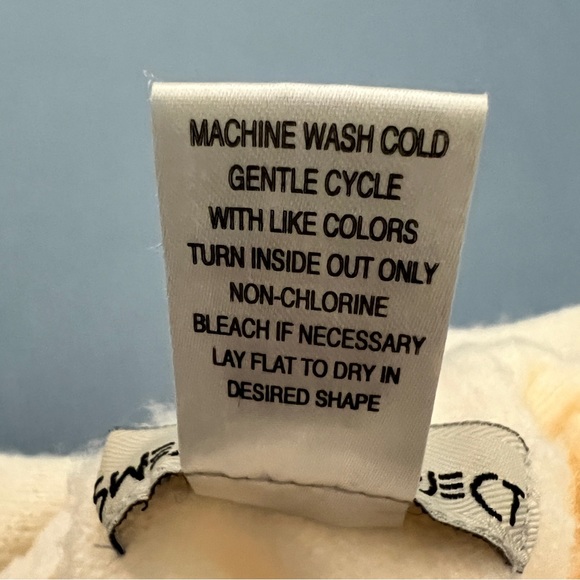 MACHINE WASH COLD
GENTLE CYCLE
WITH LIKE COLORS
TURN INSIDE OUT ONLY
NON-CHLORINE
BLEACH IF NECESSARY
LAY FLAT TO DRY IN
DESIRED SHAPE